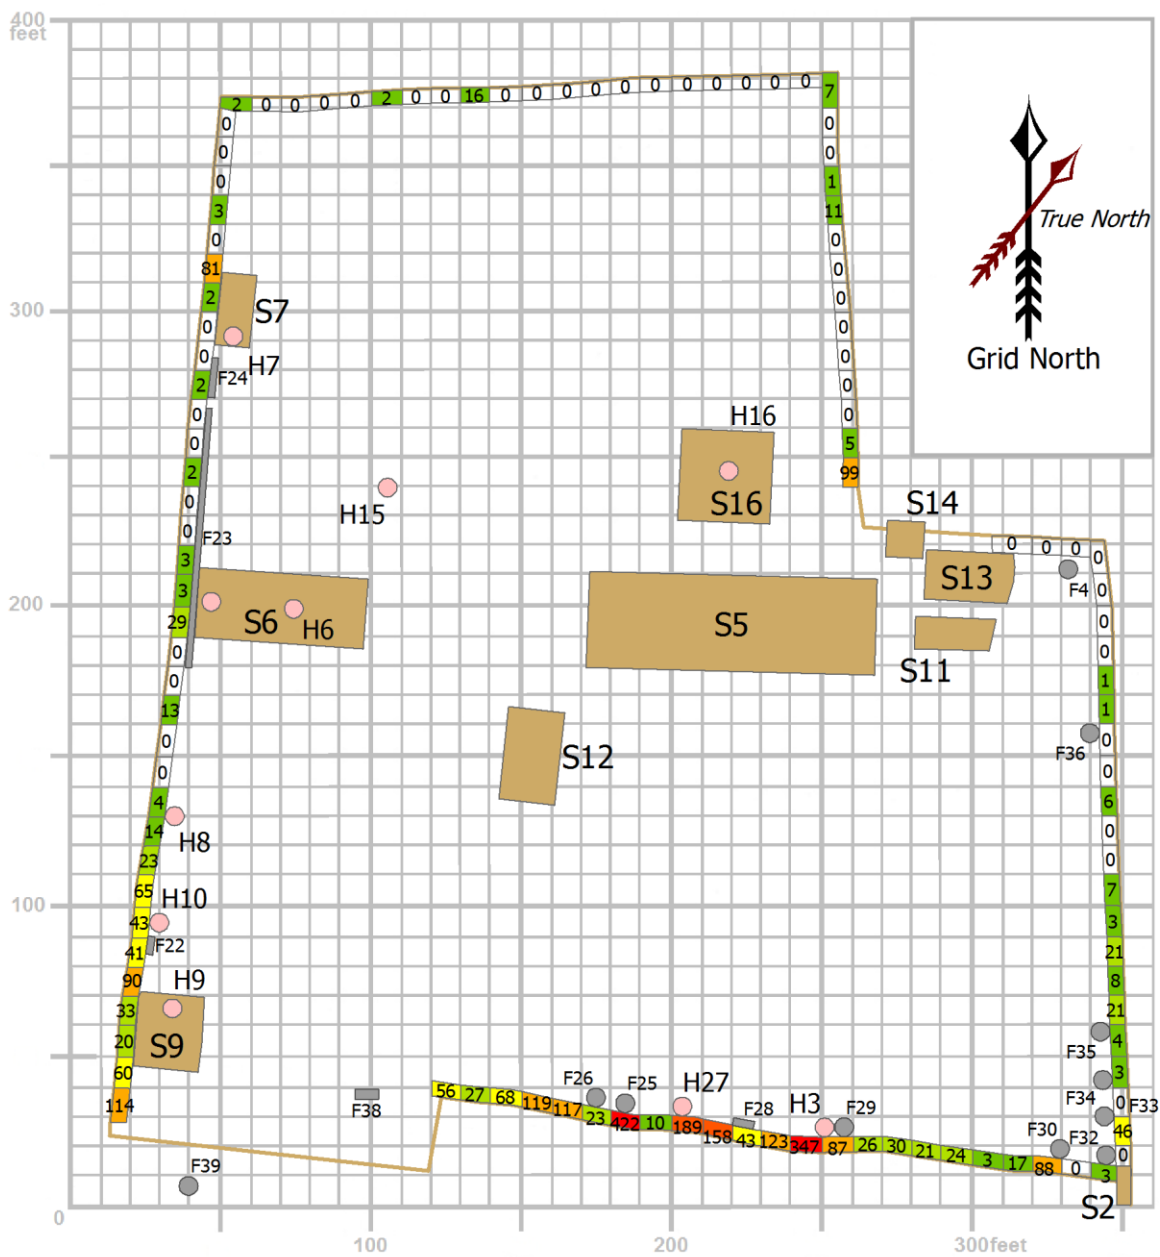 400
feet
2 0 0 0 0 2 0 0 16 0 0 0 0 0 0 0 0 0 0 0 7
0 0
0 0
0 1
3 11
0 0
81 0
2 0
S7
300
0 0
0 0
H7
F24
2 0
0 0
H16
0 5
2 99
S16
H15
0
S14
0
F23
0 0 0 0
3
S13
F4
3 0
200
29 0
S6
H6
S5
0 0
S11
0 1
13 1
0 0
F36
S12
0 0
4 6
14 0
H8
23 0
65 7
H10
100
43 3
F22
41 21
90 8
H9
33 21
20 4
S9
F35
60 3
114
F38
56 27 68 119 117 23 422 10 189 158 43 123 347 87 26 30 21 24 3 17 88 0 3
F26
F25
H27
F28
H3
F29
F34
0
F33
46
F30
F32
0
F39
S2
0
100
200
300feet
True North
Grid North